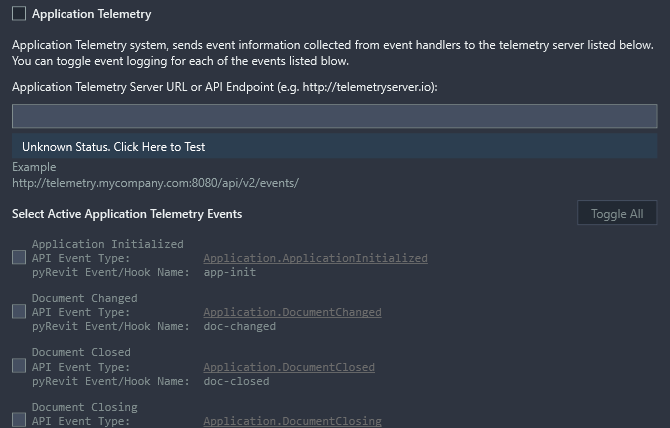 Application Telemetry
Application Telemetry system, sends event information collected from event handlers to the telemetry server listed below.
You can toggle event logging for each of the events listed blow.
Application Telemetry Server URL or API Endpoint (e.g. http://telemetryserver.io):
Unknown Status. Click Here to Test
Example
http://telemetry.mycompany.com:8080/api/v2/events/
Select Active Application Telemetry Events
Toggle All
Application Initialized
API Event Type: Application.ApplicationInitialized
pyRevit Event/Hook Name: app-init
Document Changed
API Event Type: Application.DocumentChanged
pyRevit Event/Hook Name: doc-changed
Document Closed
API Event Type: Application.DocumentClosed
pyRevit Event/Hook Name: doc-closed
Document Closing
API Event Type: Application.DocumentClosing